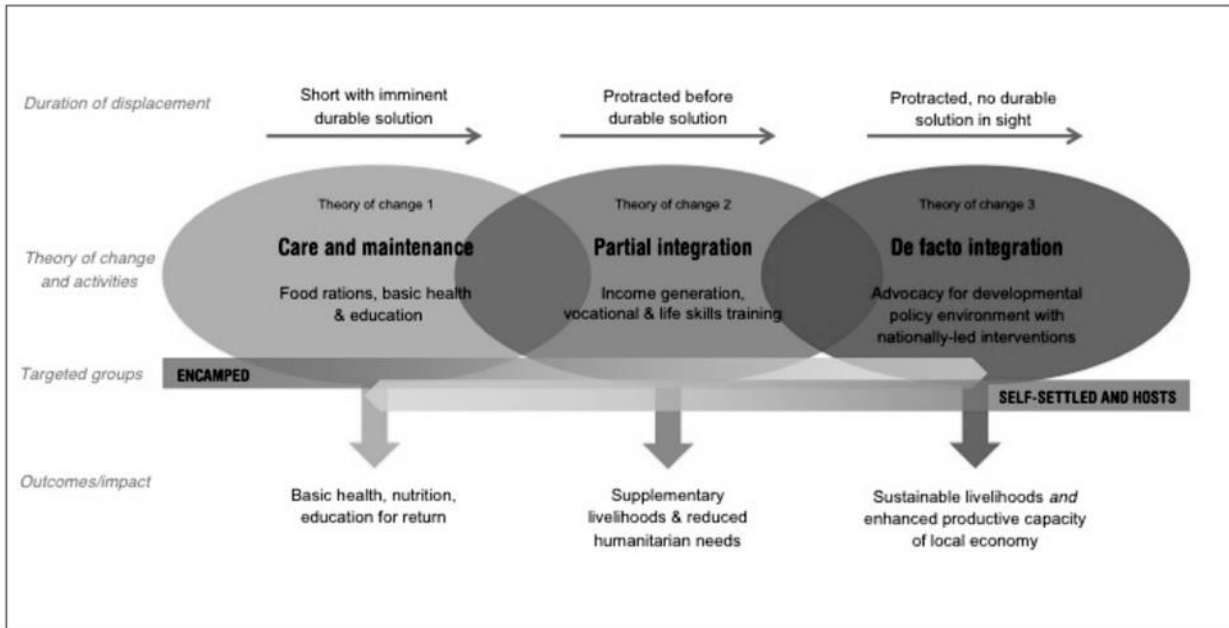 Duration of displacement
Short with imminent
durable solution
Protracted before
durable solution
Protracted, no durable
solution in sight
Theory of change
and activities
Theory of change 1
Care and maintenance
Food rations, basic health
& education
Theory of change 2
Partial integration
Income generation,
vocational & life skills training
Theory of change 3
De facto integration
Advocacy for developmental
policy environment with
nationally-led interventions
Targeted groups
ENCAMPED
SELF-SETTLED AND HOSTS
Outcomes/impact
Basic health, nutrition,
education for return
Supplementary
livelihoods & reduced
humanitarian needs
Sustainable livelihoods and
enhanced productive capacity
of local economy